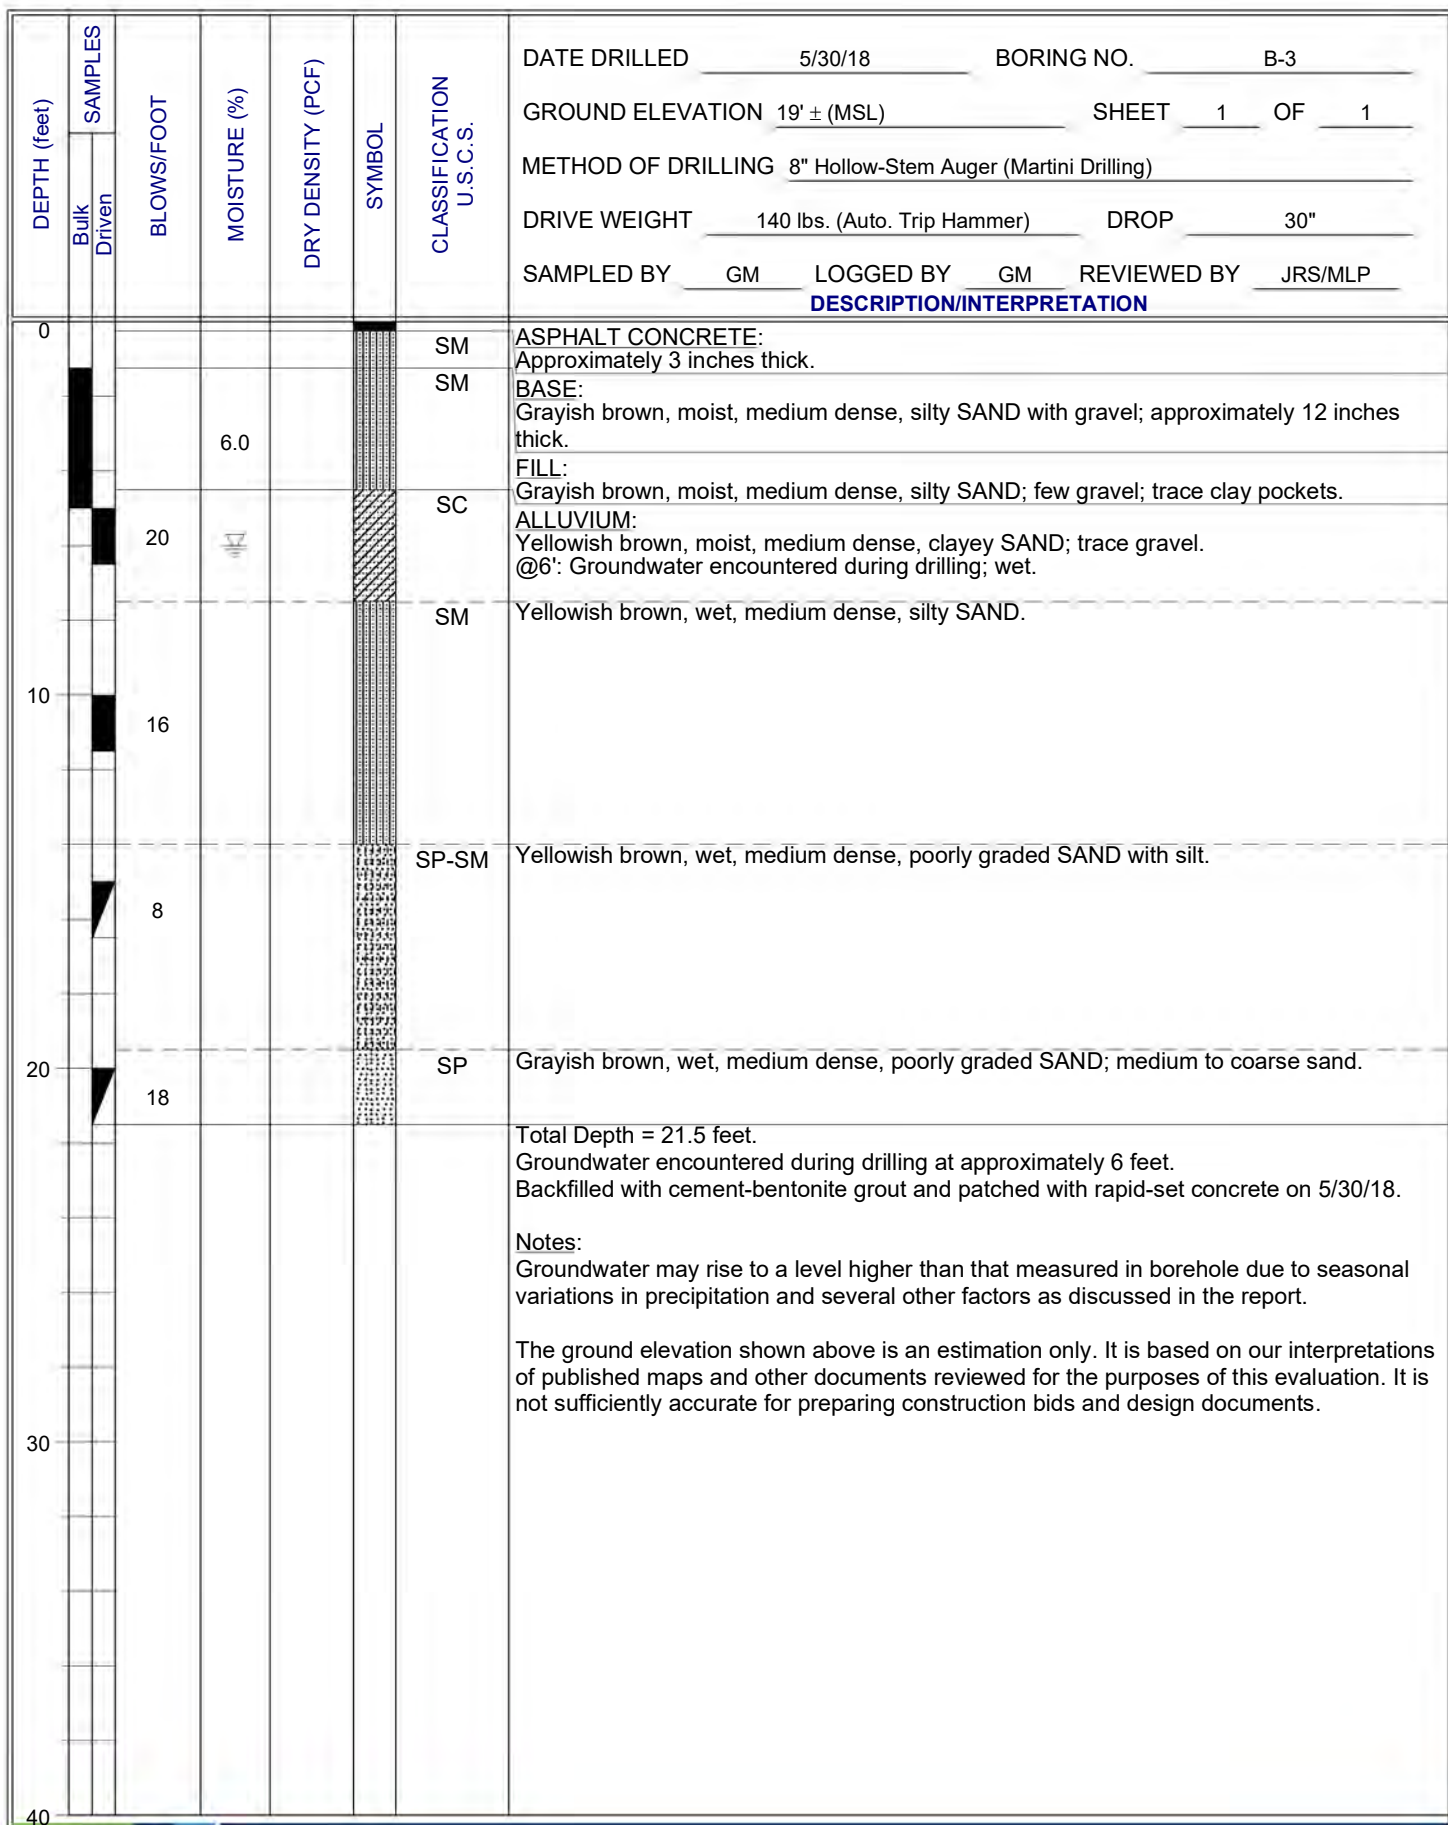 DEPTH (feet)
SAMPLES
Bulk
Driven
BLOWS/FOOT
MOISTURE (%)
DRY DENSITY (PCF)
SYMBOL
CLASSIFICATION
U.S.C.S.
DATE DRILLED 5/30/18 BORING NO. B-3
GROUND ELEVATION 19' ± (MSL) SHEET 1 OF 1
METHOD OF DRILLING 8" Hollow-Stem Auger (Martini Drilling)
DRIVE WEIGHT 140 lbs. (Auto. Trip Hammer) DROP 30"
SAMPLED BY GM LOGGED BY GM REVIEWED BY JRS/MLP
DESCRIPTION/INTERPRETATION
0
SM ASPHALT CONCRETE:
Approximately 3 inches thick.
SM BASE:
Grayish brown, moist, medium dense, silty SAND with gravel; approximately 12 inches
6.0 thick.
FILL:
Grayish brown, moist, medium dense, silty SAND; few gravel; trace clay pockets.
SC ALLUVIUM:
20 Yellowish brown, moist, medium dense, clayey SAND; trace gravel.
@6': Groundwater encountered during drilling; wet.
SM Yellowish brown, wet, medium dense, silty SAND.
10
16
SP-SM Yellowish brown, wet, medium dense, poorly graded SAND with silt.
8
20 SP Grayish brown, wet, medium dense, poorly graded SAND; medium to coarse sand.
18
Total Depth = 21.5 feet.
Groundwater encountered during drilling at approximately 6 feet.
Backfilled with cement-bentonite grout and patched with rapid-set concrete on 5/30/18.
Notes:
Groundwater may rise to a level higher than that measured in borehole due to seasonal
variations in precipitation and several other factors as discussed in the report.
The ground elevation shown above is an estimation only. It is based on our interpretations
of published maps and other documents reviewed for the purposes of this evaluation. It is
not sufficiently accurate for preparing construction bids and design documents.
30
40